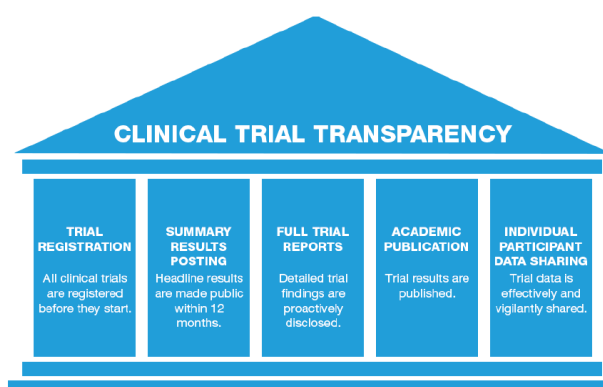 CLINICAL TRIAL TRANSPARENCY
TRIAL
REGISTRATION
All clinical trials
are registered
before they start.
SUMMARY
RESULTS
POSTING
Headline results
are made public
within 12
months.
FULL TRIAL
REPORTS
Detailed trial
findings are
proactively
disclosed.
ACADEMIC
PUBLICATION
Trial results are
published.
INDIVIDUAL
PARTICIPANT
DATA SHARING
Trial data is
effectively and
vigilantly shared.